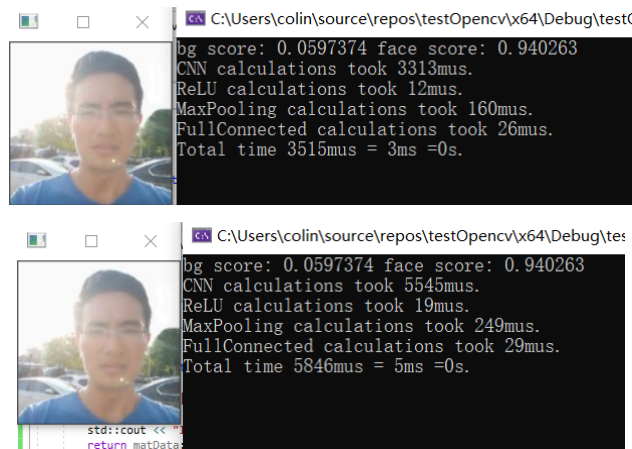 C:\Users\colin\source\repos\testOpencv\x64\Debug\test
bg score: 0.0597374 face score: 0.940263
CNN calculations took 3313mus.
ReLU calculations took 12mus.
MaxPooling calculations took 160mus.
FullConnected calculations took 26mus.
Total time 3515mus = 3ms =0s.
C:\Users\colin\source\repos\testOpencv\x64\Debug\tes
bg score: 0.0597374 face score: 0.940263
CNN calculations took 5545mus.
ReLU calculations took 19mus.
MaxPooling calculations took 249mus.
FullConnected calculations took 29mus.
Total time 5846mus = 5ms =0s.
std::cout << "
return matData;